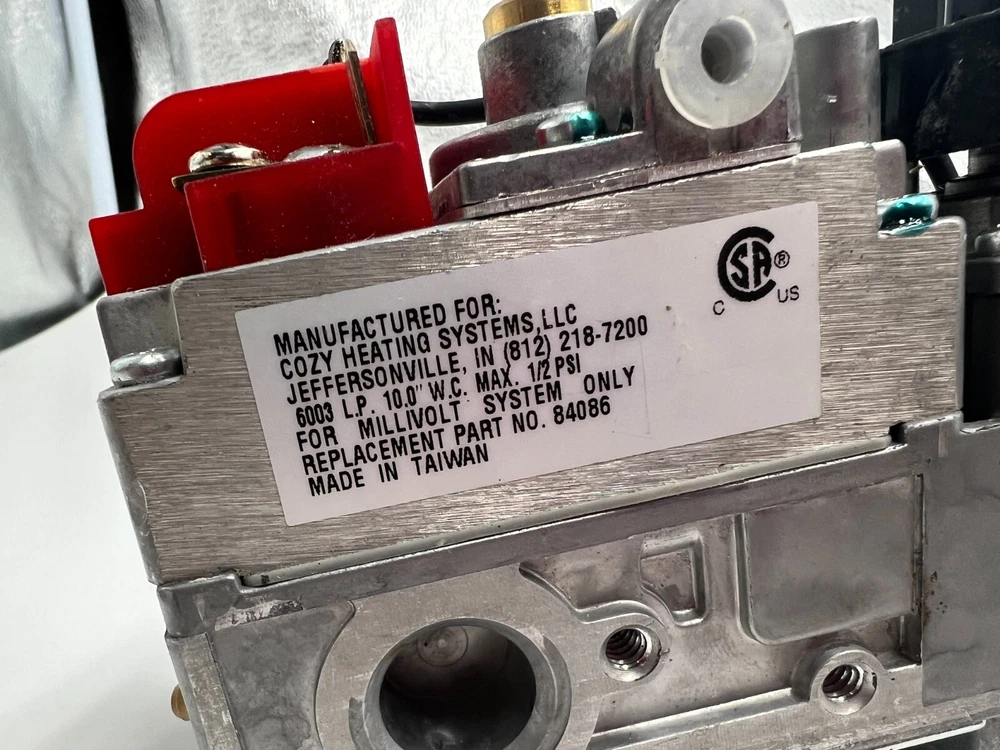 MANUFACTURED FOR:
COZY HEATING SYSTEMS,LLC
JEFFERSONVILLE, IN (812) 218-7200
6003 L.P. 10.0" W.C. MAX. 1/2 PSI
FOR MILLIVOLT SYSTEM ONLY
REPLACEMENT PART NO. 84086
MADE IN TAIWAN
CSA ®
C US